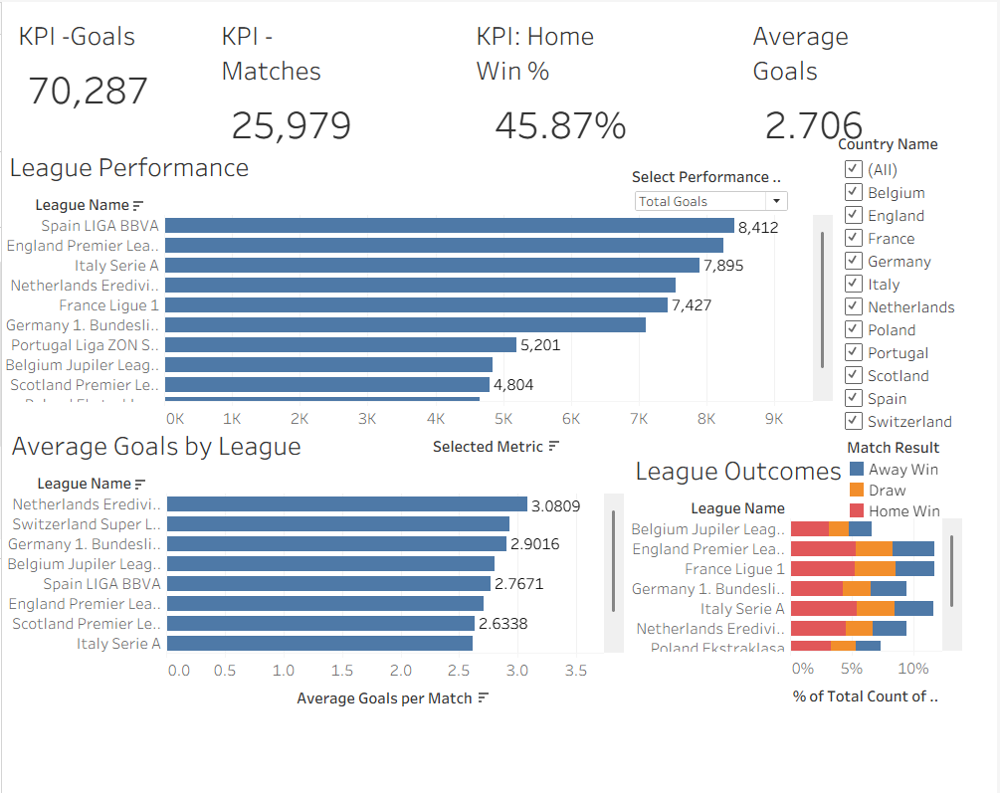 KPI -Goals
70,287
KPI -
Matches
25,979
KPI: Home
Win %
45.87%
Average
Goals
2.706
League Performance
Select Performance ..
Total Goals
League Name
Spain LIGA BBVA
8,412
England Premier Lea..
Italy Serie A
7,895
Netherlands Eredivi..
France Ligue 1
7,427
Germany 1. Bundesli..
Portugal Liga ZON S..
5,201
Belgium Jupiler Leag..
Scotland Premier Le..
4,804
0K 1K 2K 3K 4K 5K 6K 7K 8K 9K
Selected Metric
Country Name
(All)
Belgium
England
France
Germany
Italy
Netherlands
Poland
Portugal
Scotland
Spain
Switzerland
Average Goals by League
League Name
Netherlands Eredivi..
3.0809
Switzerland Super L..
Germany 1. Bundesli..
2.9016
Belgium Jupiler Leag..
Spain LIGA BBVA
2.7671
England Premier Lea..
Scotland Premier Le..
2.6338
Italy Serie A
0.0 0.5 1.0 1.5 2.0 2.5 3.0 3.5
Average Goals per Match
Match Result
Away Win
Draw
Home Win
League Outcomes
League Name
Belgium Jupiler Leag..
England Premier Lea..
France Ligue 1
Germany 1. Bundesli..
Italy Serie A
Netherlands Eredivi..
Poland Ekstraklasa
0% 5% 10%
% of Total Count of ..